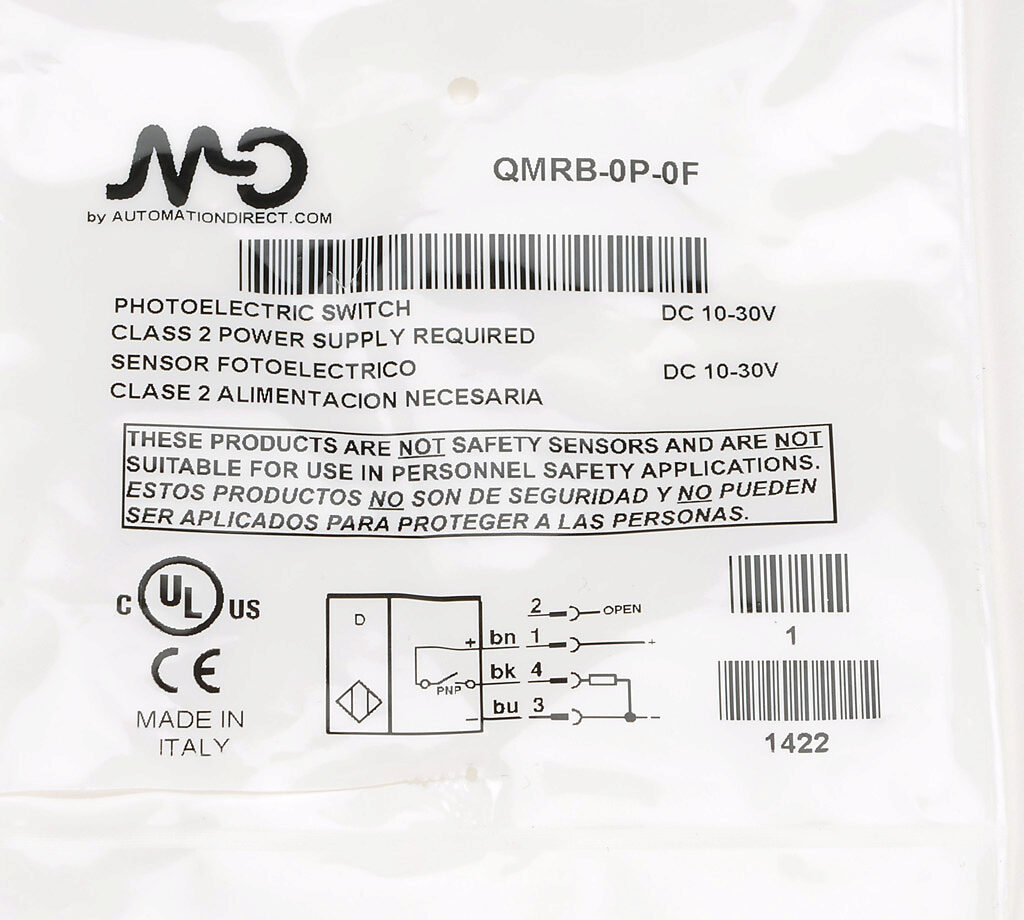 MD
by AUTOMATIONDIRECT.COM
QMRB-0P-0F
PHOTOELECTRIC SWITCH DC 10-30V
CLASS 2 POWER SUPPLY REQUIRED
SENSOR FOTOELECTRICO DC 10-30V
CLASE 2 ALIMENTACION NECESARIA
THESE PRODUCTS ARE NOT SAFETY SENSORS AND ARE NOT
SUITABLE FOR USE IN PERSONNEL SAFETY APPLICATIONS.
ESTOS PRODUCTOS NO SON DE SEGURIDAD Y NO PUEDEN
SER APLICADOS PARA PROTEGER A LAS PERSONAS.
C UL US
CE
MADE IN
ITALY
D
2 OPEN
+ bn 1 +
PNP bk 4
- bu 3 -
1
1422